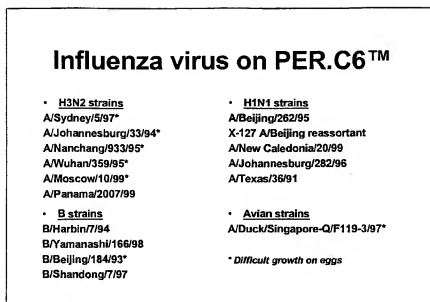 Influenza virus on PER.C6™
• H3N2 strains
A/Sydney/5/97*
A/Johannesburg/33/94*
A/Nanchang/933/95*
A/Wuhan/359/95*
A/Moscow/10/99*
A/Panama/2007/99
• B strains
B/Harbin/7/94
B/Yamanashi/166/98
B/Beijing/184/93*
B/Shandong/7/97
• H1N1 strains
A/Beijing/262/95
X-127 A/Beijing reassortant
A/New Caledonia/20/99
A/Johannesburg/282/96
A/Texas/36/91
• Avian strains
A/Duck/Singapore-Q/F119-3/97*
* Difficult growth on eggs